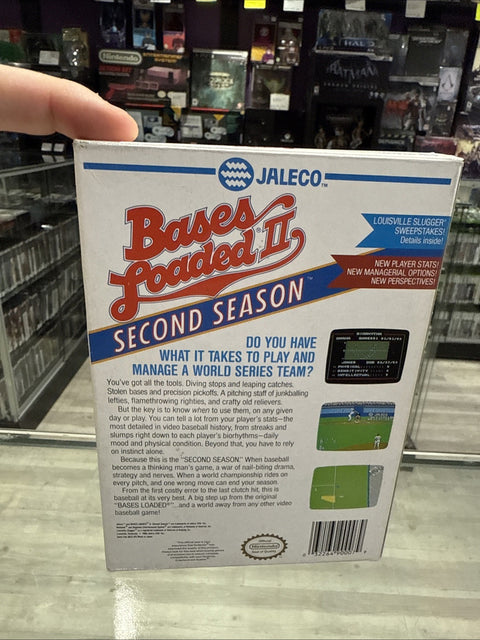 Nintendo
HALO
BATMAN
JALECO™
Bases
Loaded® II
SECOND SEASON™
LOUISVILLE SLUGGER®
SWEEPSTAKES!
Details inside!
NEW PLAYER STATS!
NEW MANAGERIAL OPTIONS!
NEW PERSPECTIVES!
DO YOU HAVE
WHAT IT TAKES TO PLAY AND
MANAGE A WORLD SERIES TEAM?
You've got all the tools. Diving stops and leaping catches.
Stolen bases and precision pickoffs. A pitching staff of junkballing
lefties, flamethrowing righties, and crafty old relievers.
But the key is to know when to use them, on any given
day or play. You can tell a lot from your player's stats—the
most detailed in video baseball history, from streaks and
slumps right down to each player's biorhythms—daily
mood and physical condition. Beyond that, you have to rely
on instinct alone.
Because this is the "SECOND SEASON." When baseball
becomes a thinking man's game, a war of nail-biting drama,
strategy and nerves. When a world championship rides on
every pitch, and one wrong move can end your season.
From the first costly error to the last clutch hit, this is
baseball at its very best. A big step up from the original
"BASES LOADED®"...and a world away from any other video
baseball game!
Nintendo